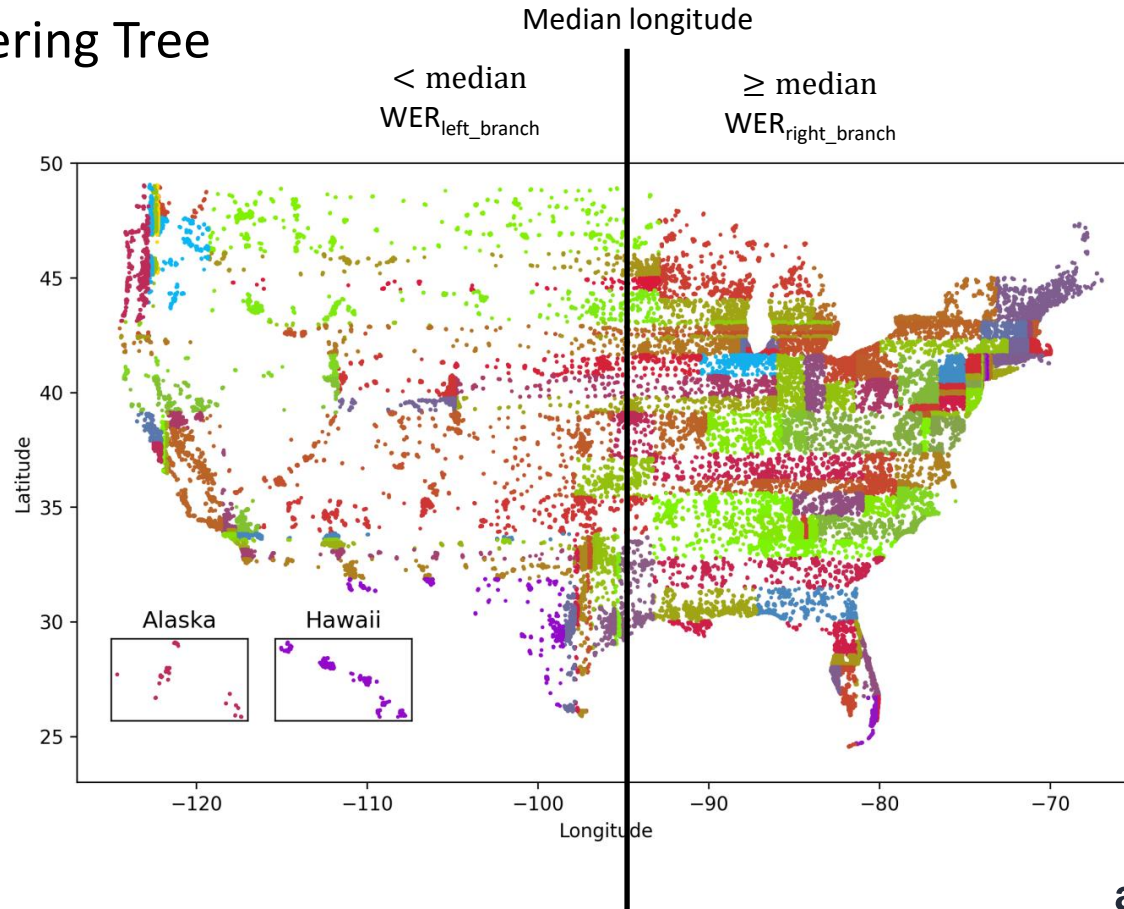 ering Tree
Median longitude
< median
≥ median
WERleft_branch
WERright_branch
50
45
40
35
30
25
Latitude
Alaska
Hawaii
−120
−110
−100
−90
−80
−70
Longitude
a